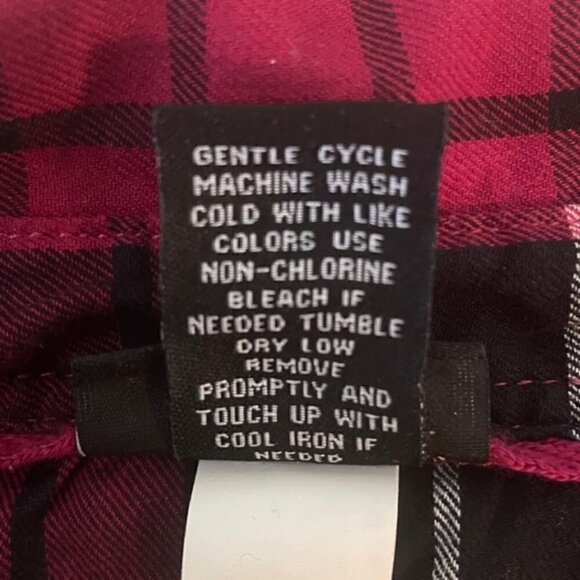 GENTLE CYCLE
MACHINE WASH
COLD WITH LIKE
COLORS USE
NON-CHLORINE
BLEACH IF
NEEDED TUMBLE
DRY LOW
REMOVE
PROMPTLY AND
TOUCH UP WITH
COOL IRON IF
NEEDED